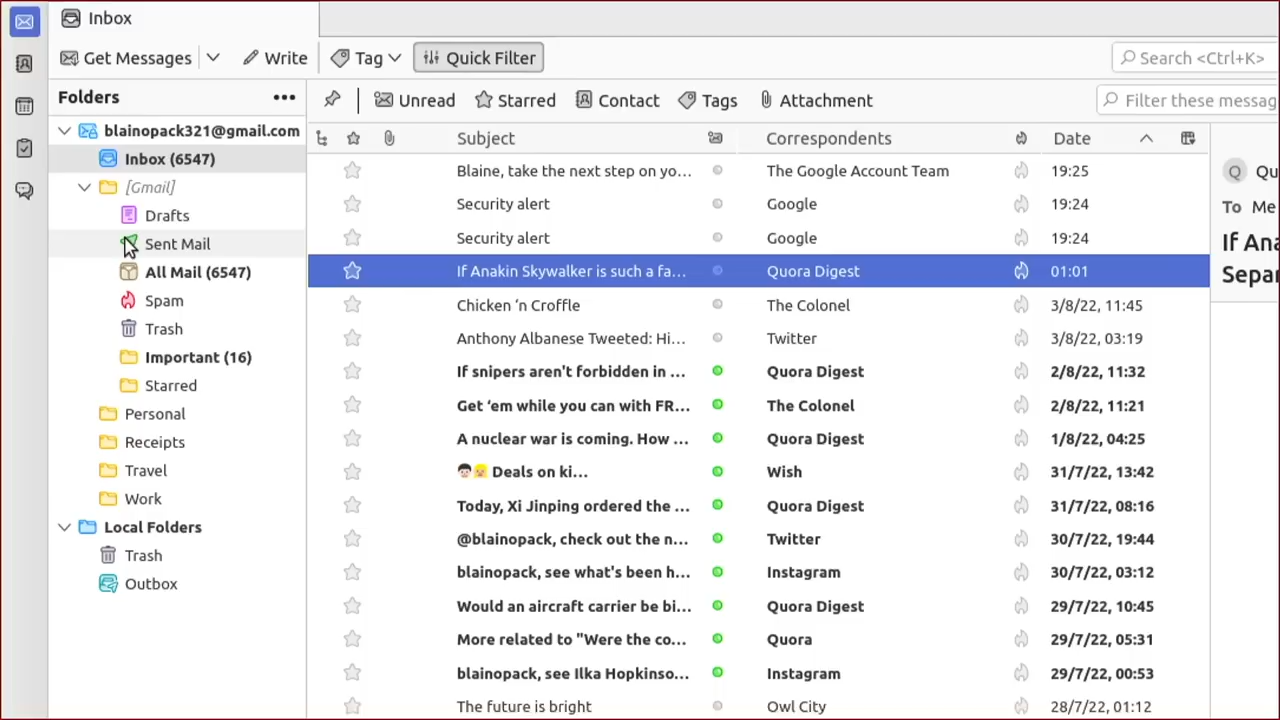 Inbox
Get Messages Write Tag Quick Filter Search <Ctrl+K>
Folders
Unread Starred Contact Tags Attachment Filter these messag
blainopack321@gmail.com
Inbox (6547)
[Gmail]
Drafts
Sent Mail
All Mail (6547)
Spam
Trash
Important (16)
Starred
Personal
Receipts
Travel
Work
Local Folders
Trash
Outbox
Subject Correspondents Date
Blaine, take the next step on yo... The Google Account Team 19:25
Security alert Google 19:24
Security alert Google 19:24
If Anakin Skywalker is such a fa... Quora Digest 01:01
Chicken ‘n Croffle The Colonel 3/8/22, 11:45
Anthony Albanese Tweeted: Hi... Twitter 3/8/22, 03:19
If snipers aren't forbidden in ... Quora Digest 2/8/22, 11:32
Get ‘em while you can with FR... The Colonel 2/8/22, 11:21
A nuclear war is coming. How ... Quora Digest 1/8/22, 04:25
Deals on ki... Wish 31/7/22, 13:42
Today, Xi Jinping ordered the ... Quora Digest 31/7/22, 08:16
@blainopack, check out the n... Twitter 30/7/22, 19:44
blainopack, see what's been h... Instagram 30/7/22, 03:12
Would an aircraft carrier be bi... Quora Digest 29/7/22, 10:45
More related to "Were the co... Quora 29/7/22, 05:31
blainopack, see Ilka Hopkinso... Instagram 29/7/22, 00:53
The future is bright Owl City 28/7/22, 01:12
Q Qu
To Me
If Ana
Separ